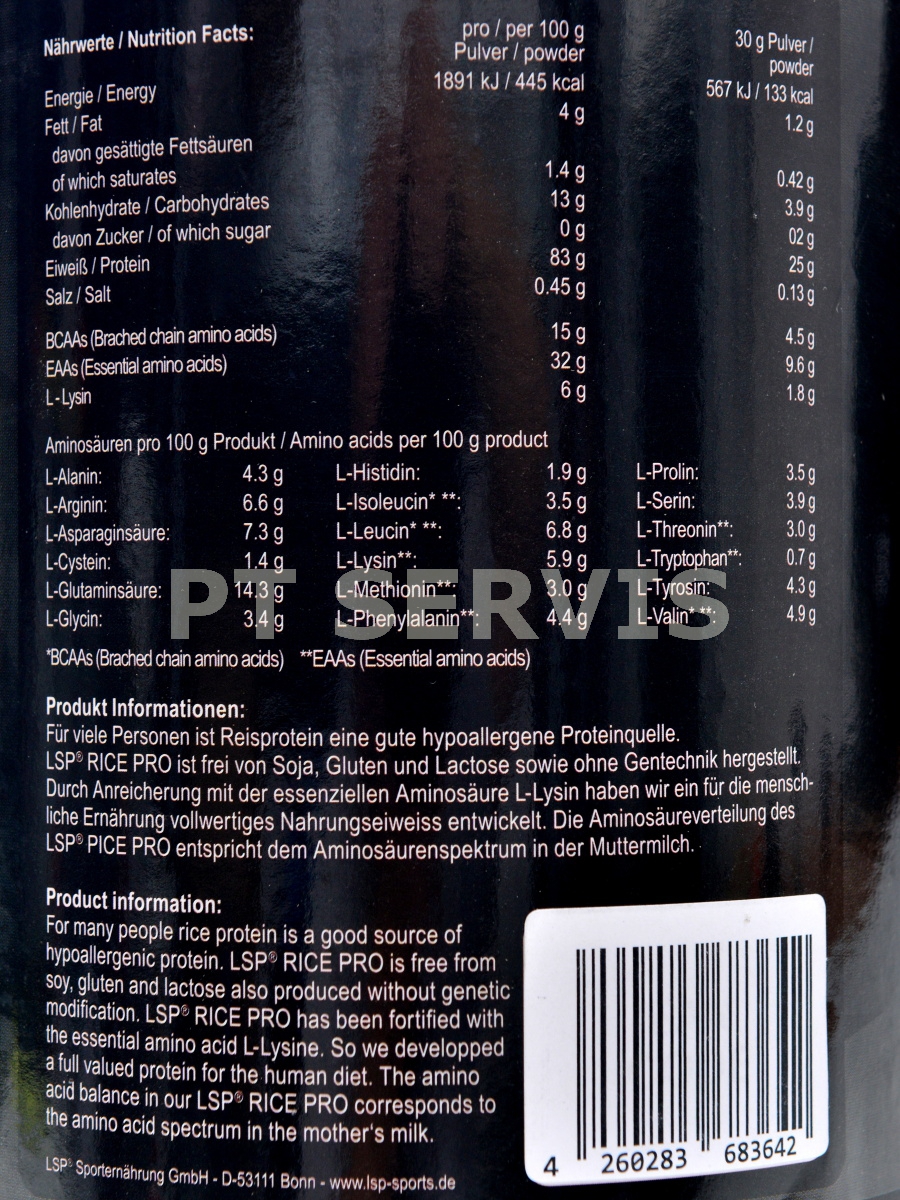 Nährwerte / Nutrition Facts: pro / per 100 g 30 g Pulver /
Pulver / powder powder
Energie / Energy 1891 kJ / 445 kcal 567 kJ / 133 kcal
Fett / Fat 4 g 1.2 g
davon gesättigte Fettsäuren
of which saturates 1.4 g 0.42 g
Kohlenhydrate / Carbohydrates 13 g 3.9 g
davon Zucker / of which sugar 0 g 02 g
Eiweiß / Protein 83 g 25 g
Salz / Salt 0.45 g 0.13 g
BCAAs (Brached chain amino acids) 15 g 4.5 g
EAAs (Essential amino acids) 32 g 9.6 g
L-Lysin 6 g 1.8 g
Aminosäuren pro 100 g Produkt / Amino acids per 100 g product
L-Alanin: 4.3 g L-Histidin: 1.9 g L-Prolin: 3.5 g
L-Arginin: 6.6 g L-Isoleucin* **: 3.5 g L-Serin: 3.9 g
L-Asparaginsäure: 7.3 g L-Leucin* **: 6.8 g L-Threonin**: 3.0 g
L-Cystein: 1.4 g L-Lysin**: 5.9 g L-Tryptophan**: 0.7 g
L-Glutaminsäure: 14.3 g L-Methionin**: 3.0 g L-Tyrosin: 4.3 g
L-Glycin: 3.4 g L-Phenylalanin**: 4.4 g L-Valin* **: 4.9 g
PT SERVIS
*BCAAs (Brached chain amino acids) **EAAs (Essential amino acids)
Produkt Informationen:
Für viele Personen ist Reisprotein eine gute hypoallergene Proteinquelle.
LSP® RICE PRO ist frei von Soja, Gluten und Lactose sowie ohne Gentechnik hergestellt.
Durch Anreicherung mit der essenziellen Aminosäure L-Lysin haben wir ein für die mensch-
liche Ernährung vollwertiges Nahrungseiweiss entwickelt. Die Aminosäureverteilung des
LSP® PICE PRO entspricht dem Aminosäurenspektrum in der Muttermilch.
Product information:
For many people rice protein is a good source of
hypoallergenic protein. LSP® RICE PRO is free from
soy, gluten and lactose also produced without genetic
modification. LSP® RICE PRO has been fortified with
the essential amino acid L-Lysine. So we developped
a full valued protein for the human diet. The amino
acid balance in our LSP® RICE PRO corresponds to
the amino acid spectrum in the mother's milk.
LSP® Sporternährung GmbH - D-53111 Bonn - www.lsp-sports.de
4 260283 683642